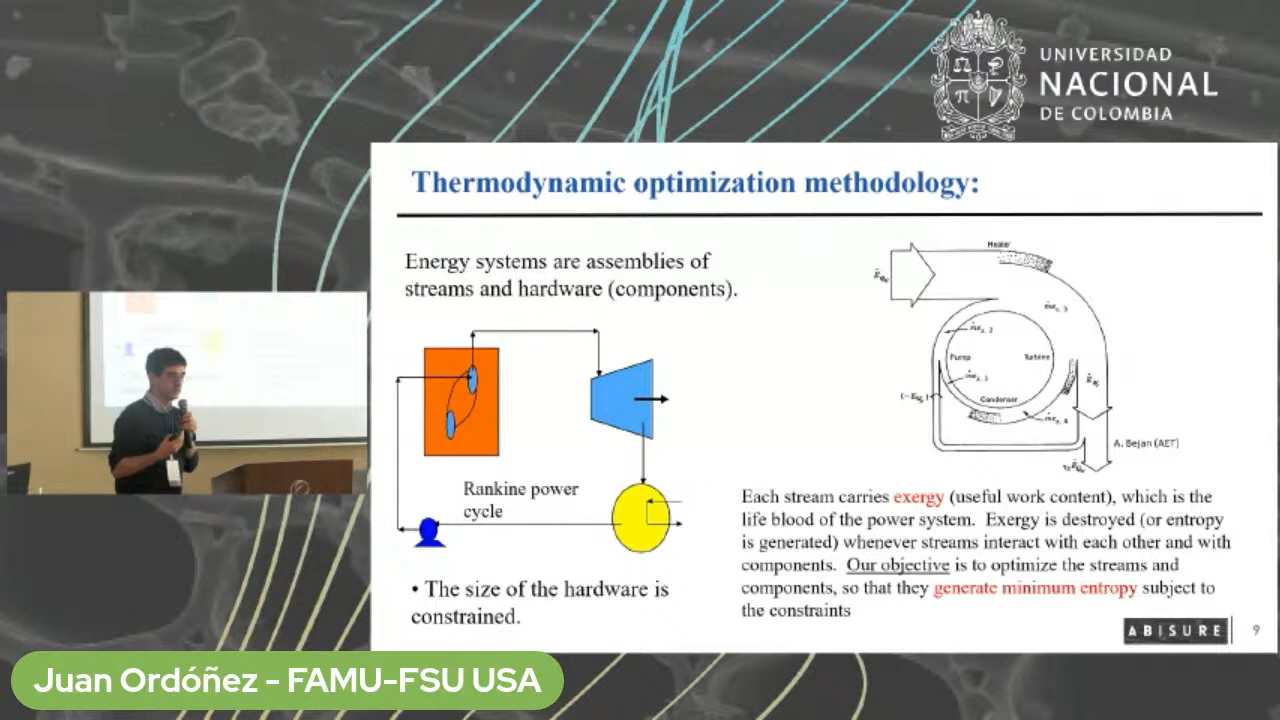 UNIVERSIDAD
NACIONAL
DE COLOMBIA
Thermodynamic optimization methodology:
Energy systems are assemblies of
streams and hardware (components).
Rankine power
cycle
• The size of the hardware is
constrained.
Heater
Pump
Turbine
Condenser
A. Bejan (AET)
Each stream carries exergy (useful work content), which is the
life blood of the power system. Exergy is destroyed (or entropy
is generated) whenever streams interact with each other and with
components. Our objective is to optimize the streams and
components, so that they generate minimum entropy subject to
the constraints
ABISURE
9
Juan Ordóñez - FAMU-FSU USA